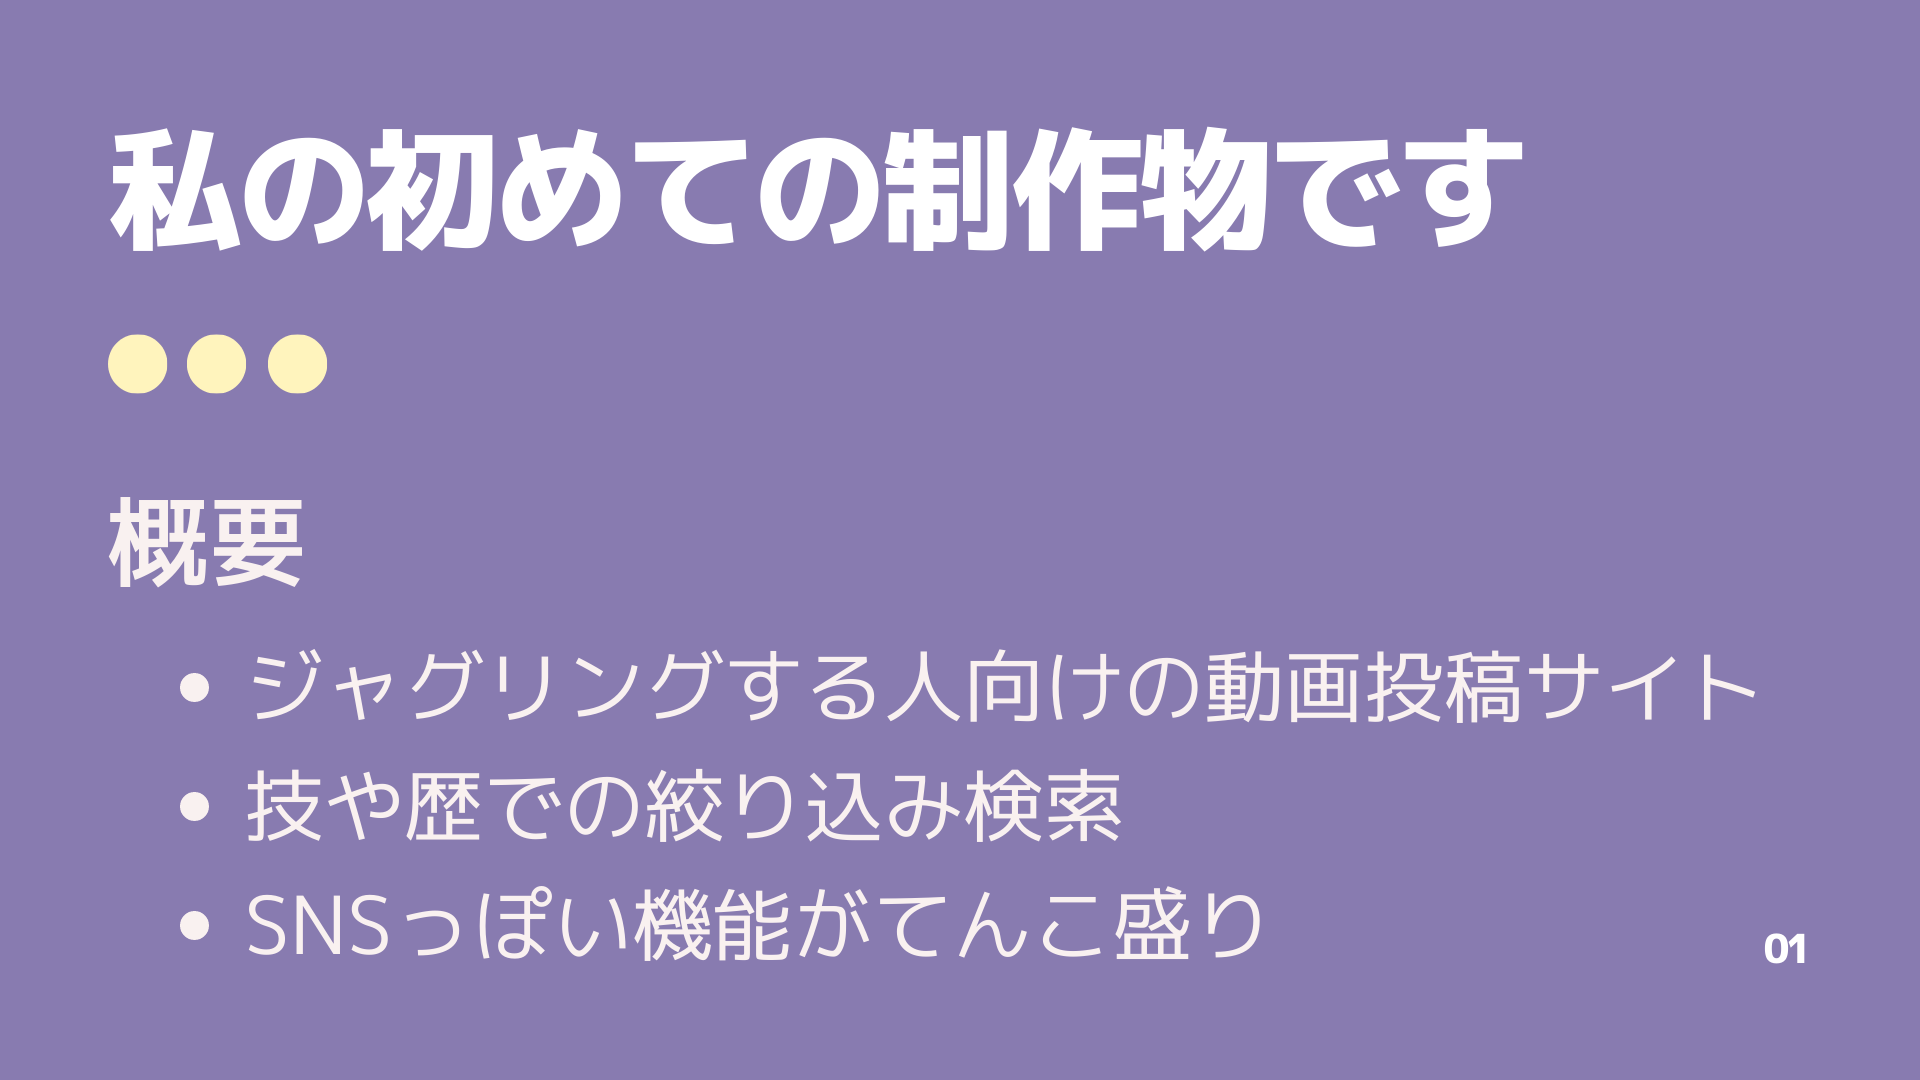 私の初めての制作物です
概要
• ジャグリングする人向けの動画投稿サイト
• 技や歴での絞り込み検索
• SNSっぽい機能がてんこ盛り
01